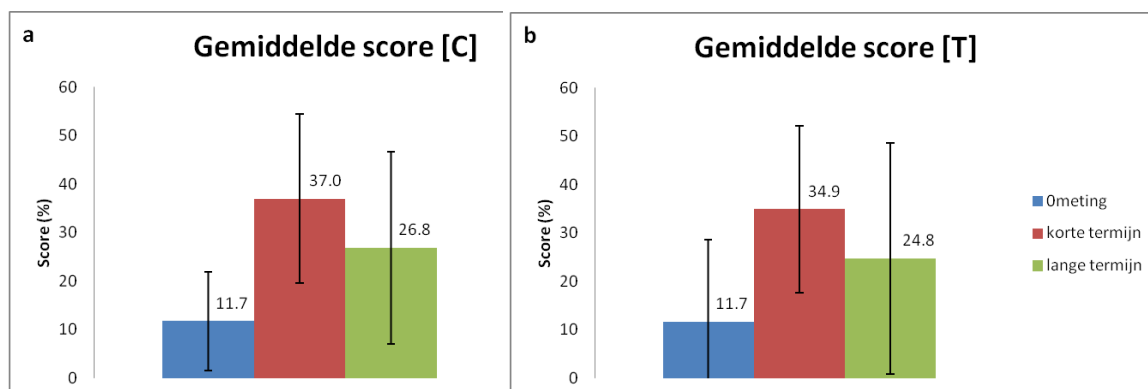 a
Gemiddelde score [C]
60
50
40
30
20
10
0
Score (%)
11.7
37.0
26.8
b
Gemiddelde score [T]
60
50
40
30
20
10
0
Score (%)
11.7
34.9
24.8
0meting
korte termijn
lange termijn